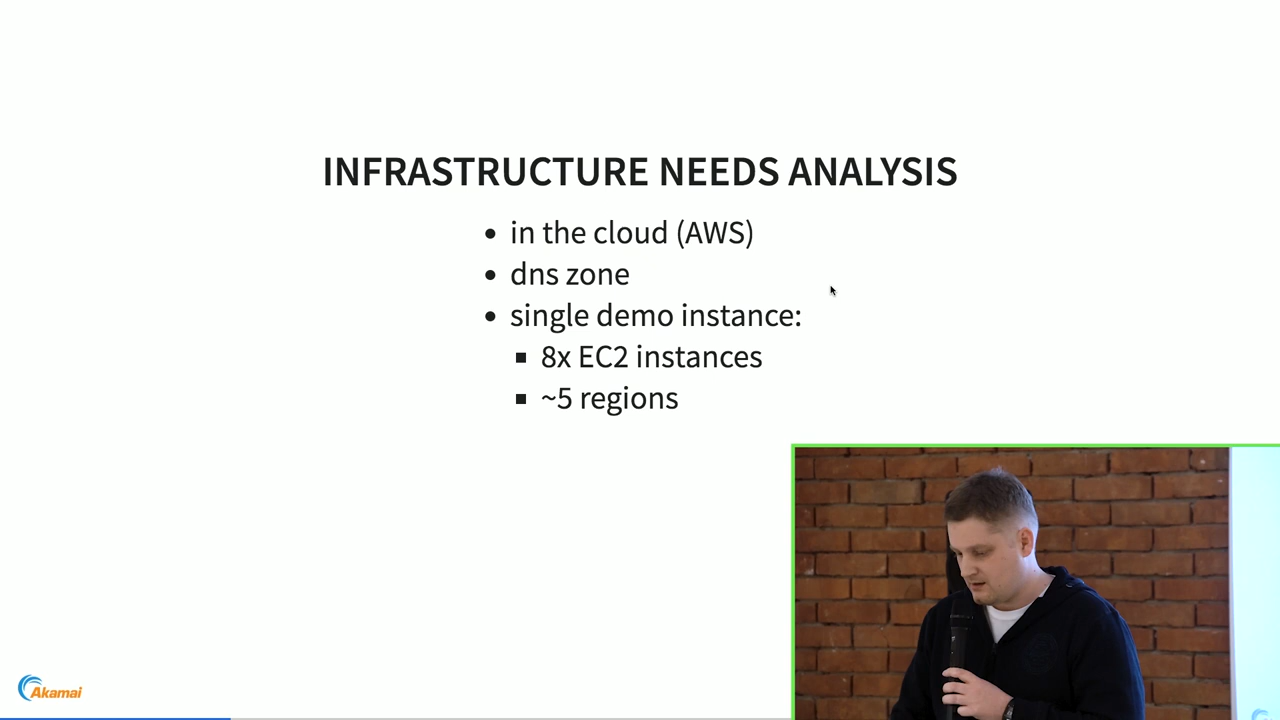 INFRASTRUCTURE NEEDS ANALYSIS
• in the cloud (AWS)
• dns zone
• single demo instance:
▪ 8x EC2 instances
▪ ~5 regions
Akamai